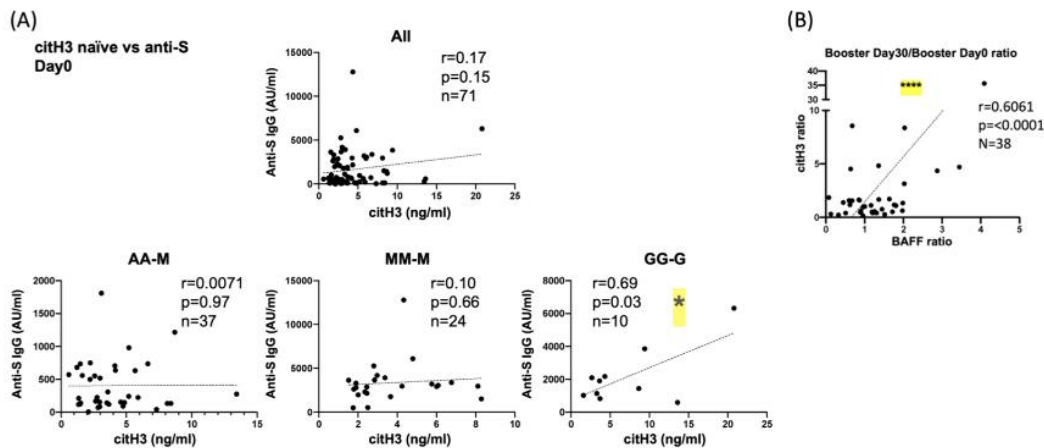 (A)
citH3 naïve vs anti-S
Day0
All
Anti-S IgG (AU/ml)
15000
10000
5000
0
r=0.17
p=0.15
n=71
0 5 10 15 20 25
citH3 (ng/ml)
(B)
Booster Day30/Booster Day0 ratio
citH3 ratio
40
35
30
10
5
0
****
r=0.6061
p=<0.0001
N=38
0 1 2 3 4 5
BAFF ratio
AA-M
Anti-S IgG (AU/ml)
2000
1500
1000
500
0
r=0.0071
p=0.97
n=37
0 5 10 15
citH3 (ng/ml)
MM-M
Anti-S IgG (AU/ml)
15000
10000
5000
0
r=0.10
p=0.66
n=24
0 2 4 6 8 10
citH3 (ng/ml)
GG-G
Anti-S IgG (AU/ml)
8000
6000
4000
2000
0
r=0.69
p=0.03
n=10
*
0 5 10 15 20 25
citH3 (ng/ml)